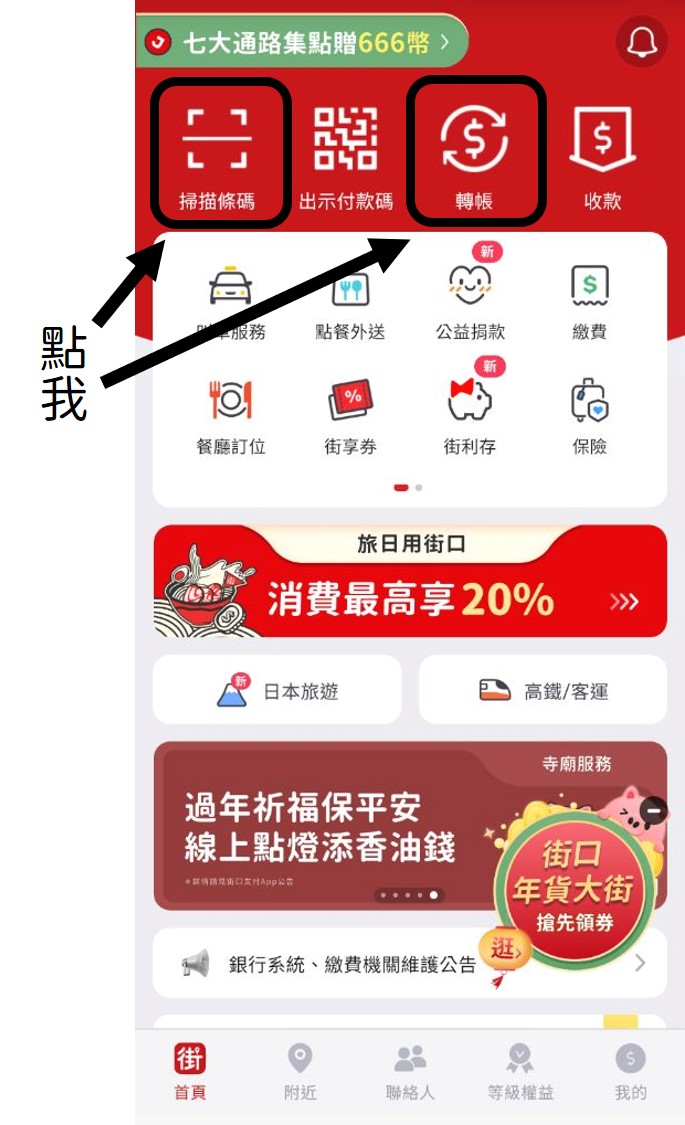 七大通路集點贈666幣 >
掃描條碼
出示付款碼
轉帳
收款
點我
新
服務
點餐外送
公益捐款
繳費
新
餐廳訂位
街享券
街利存
保險
旅日用街口
消費最高享20%
新
日本旅遊
高鐵/客運
寺廟服務
過年祈福保平安
線上點燈添香油錢
*詳情請見街口支付App公告
街口
年貨大街
搶先領券
逛
銀行系統、繳費機關維護公告
街
首頁
附近
聯絡人
等級權益
我的